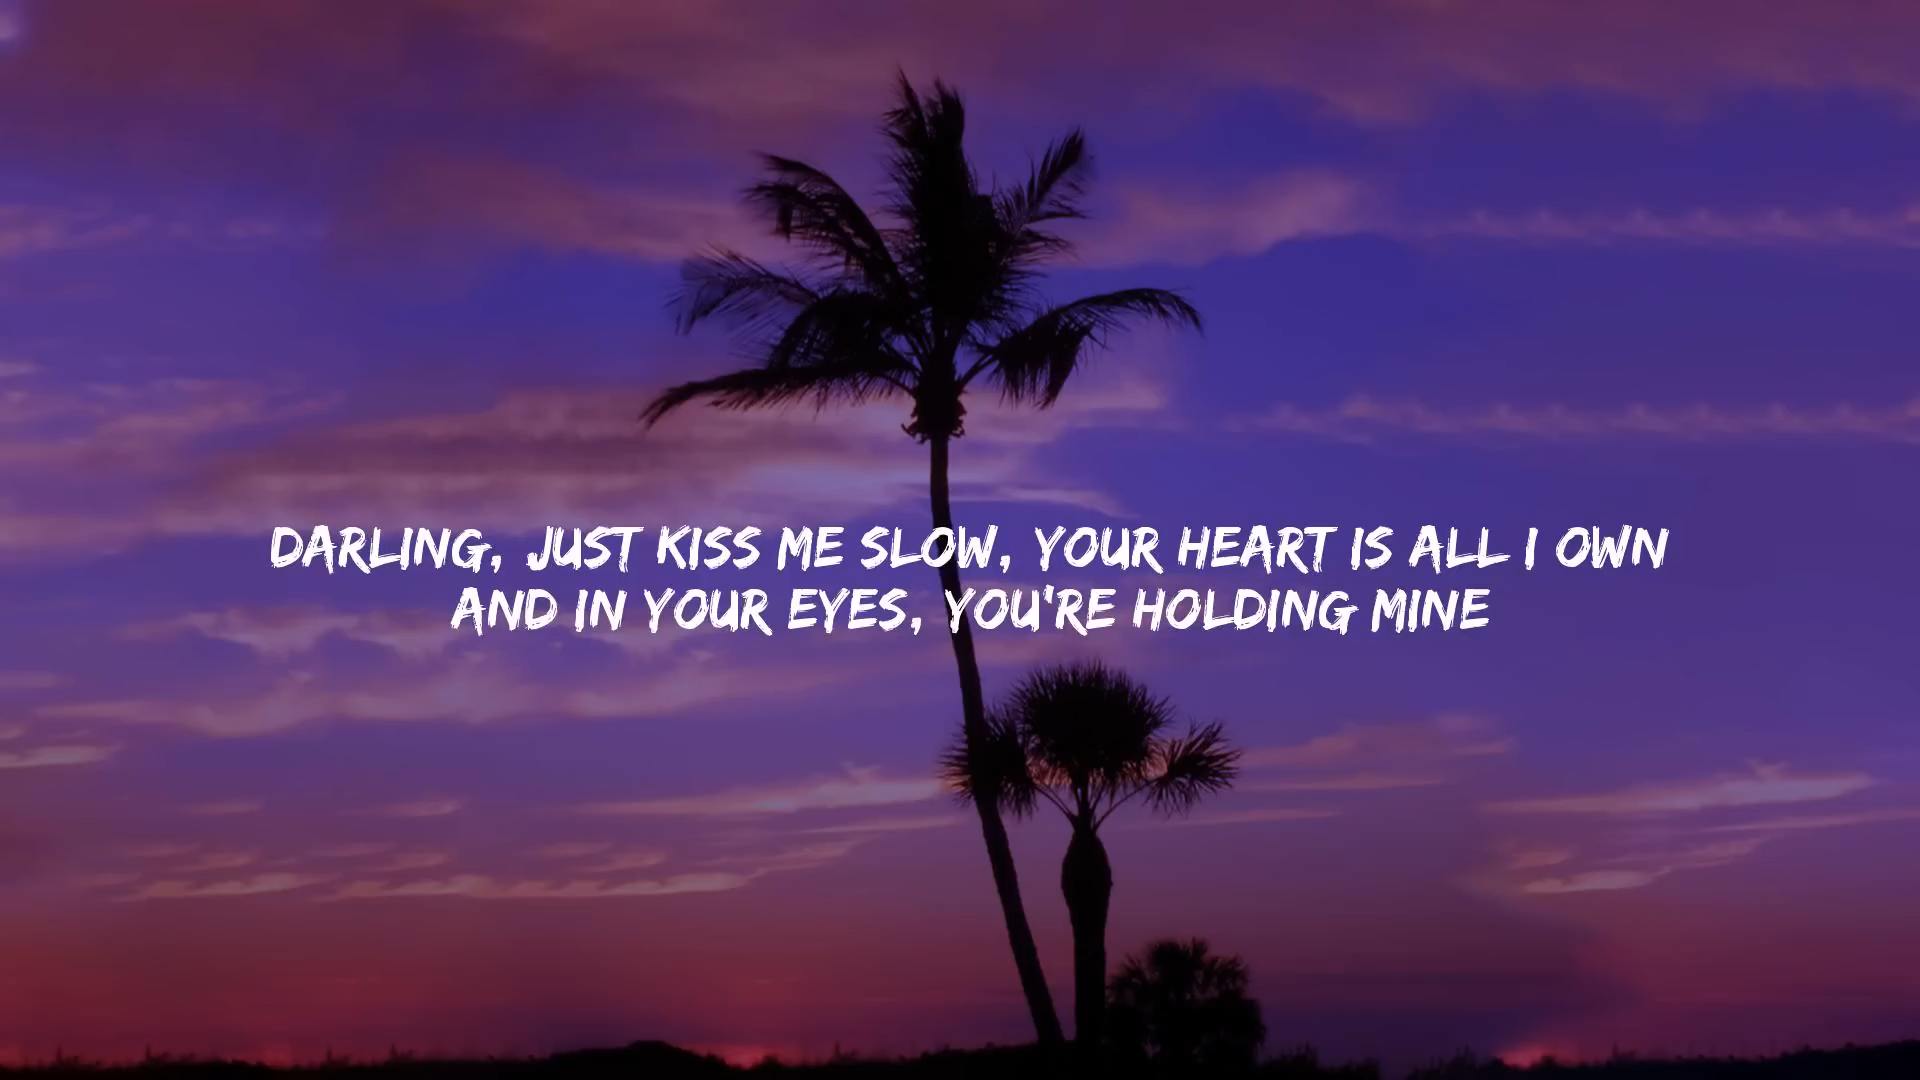 DARLING, JUST KISS ME SLOW, YOUR HEART IS ALL I OWN
AND IN YOUR EYES, YOU'RE HOLDING MINE